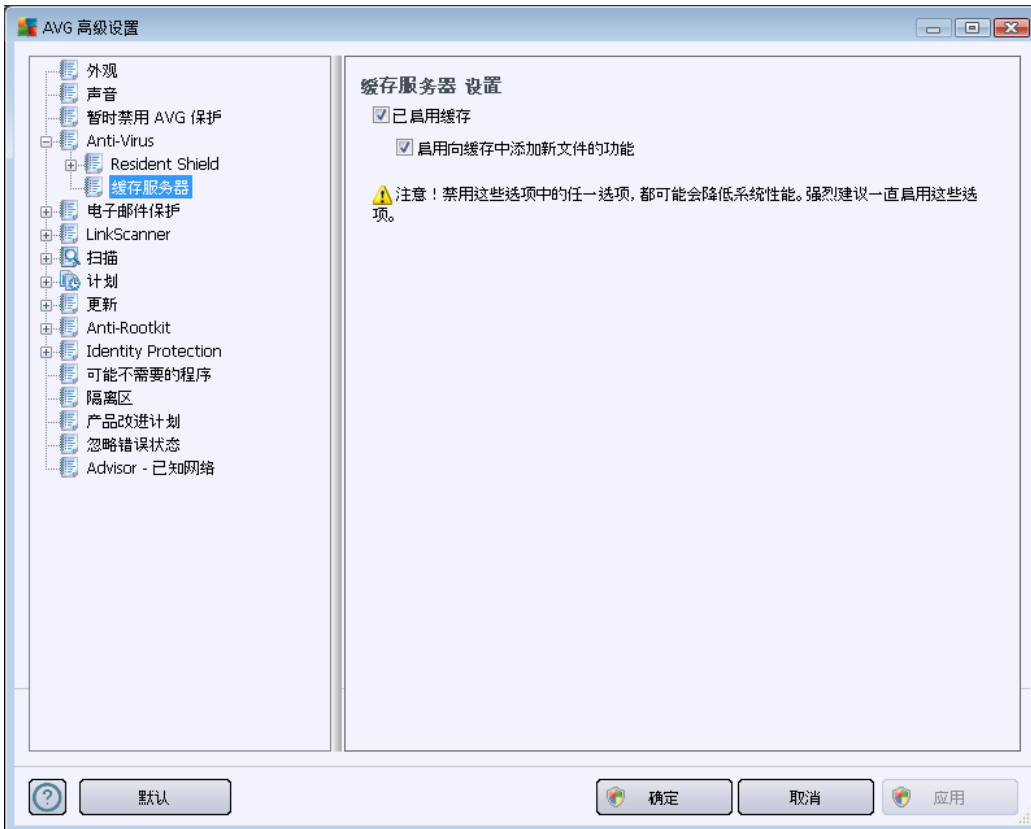 AVG 高级设置
外观
声音
暂时禁用 AVG 保护
Anti-Virus
Resident Shield
缓存服务器
电子邮件保护
LinkScanner
扫描
计划
更新
Anti-Rootkit
Identity Protection
可能不需要的程序
隔离区
产品改进计划
忽略错误状态
Advisor - 已知网络
缓存服务器 设置
已启用缓存
启用向缓存中添加新文件的功能
注意！禁用这些选项中的任一选项，都可能会降低系统性能。强烈建议一直启用这些选
项。
默认
确定
取消
应用